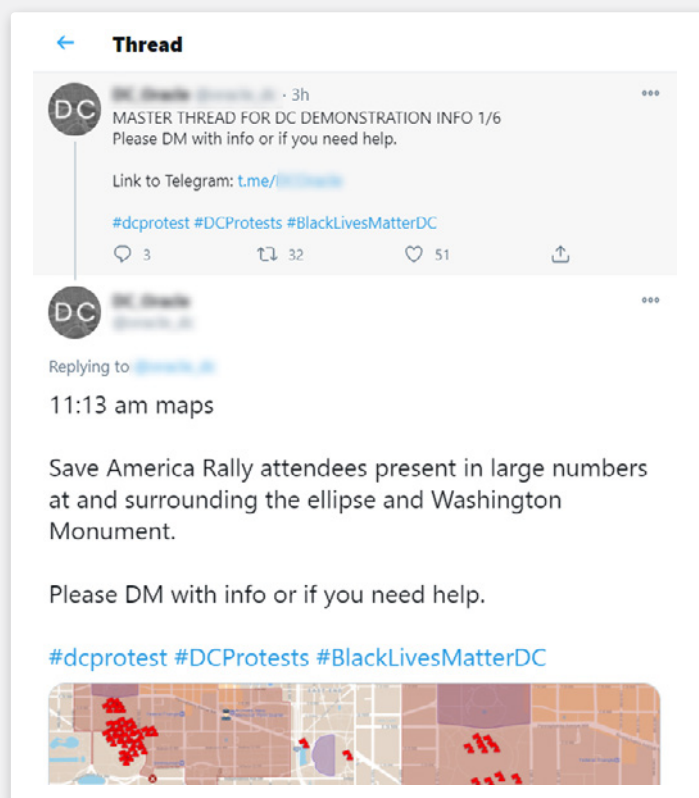 Thread
DC
· 3h
MASTER THREAD FOR DC DEMONSTRATION INFO 1/6
Please DM with info or if you need help.
Link to Telegram: t.me/
#dcprotest #DCProtests #BlackLivesMatterDC
3 32 51
DC
Replying to
11:13 am maps
Save America Rally attendees present in large numbers
at and surrounding the ellipse and Washington
Monument.
Please DM with info or if you need help.
#dcprotest #DCProtests #BlackLivesMatterDC